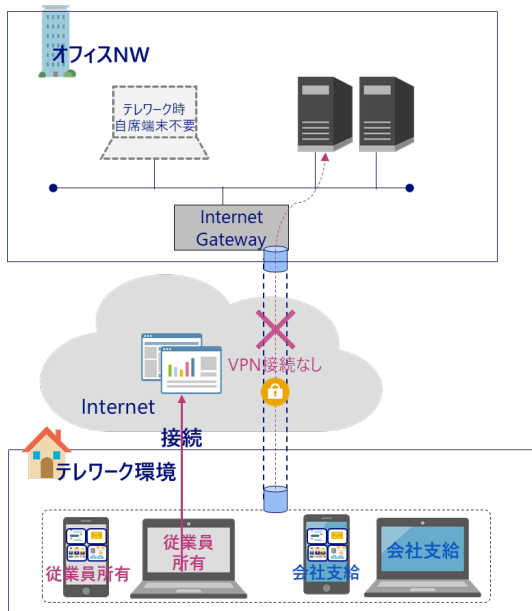 オフィスNW
テレワーク時
自席端末不要
Internet
Gateway
VPN接続なし
Internet
接続
テレワーク環境
従業員所有
従業員
所有
会社支給
会社支給